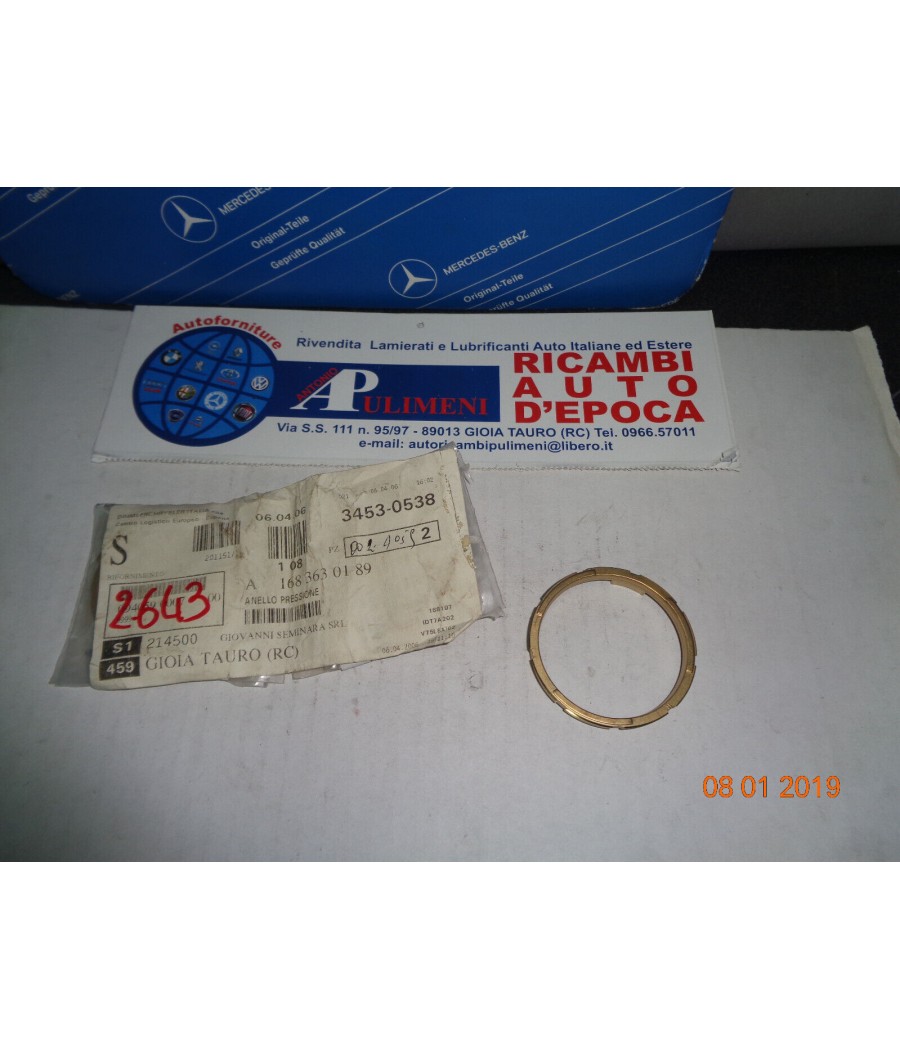 MERCEDES-BENZ
Original-Teile
Geprüfte Qualität
MERCEDES-BENZ
Original-Teile
Geprüfte Qualität
Autoforniture
Rivendita Lamierati e Lubrificanti Auto Italiane ed Estere
ANTONIO
PULIMENI
RICAMBI
AUTO
D'EPOCA
Via S.S. 111 n. 95/97 - 89013 GIOIA TAURO (RC) Tel. 0966.57011
e-mail: autoricambipulimeni@libero.it
06.04.06
3453-0538
S
PZ
2
1 08
A 168 363 01 89
ANELLO PRESSIONE
2643
S1 214500 GIOVANNI SEMINARA SRL
459 GIOIA TAURO (RC)
166197
IDT7A202
08 01 2019